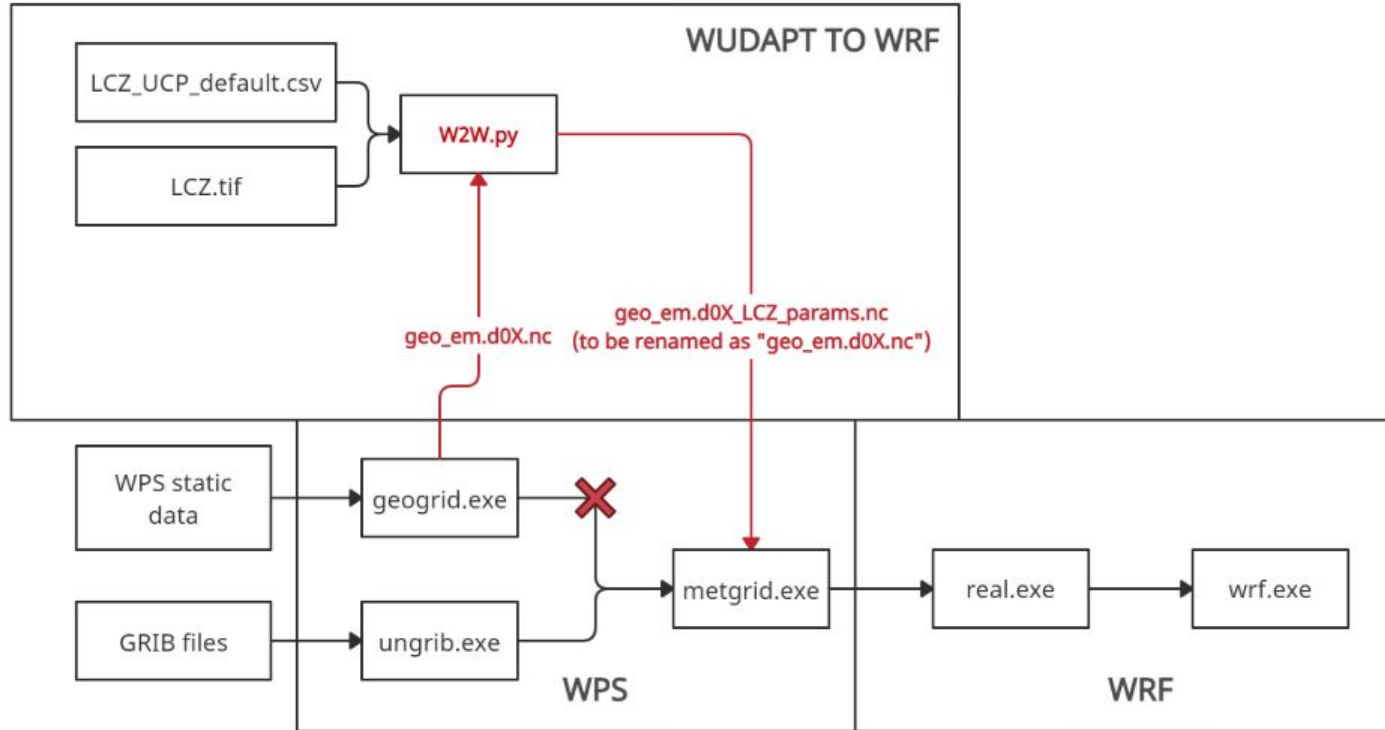 WUDAPT TO WRF
LCZ_UCP_default.csv
W2W.py
LCZ.tif
geo_em.d0X.nc
geo_em.d0X_LCZ_params.nc
(to be renamed as "geo_em.d0X.nc")
WPS static
data
geogrid.exe
metgrid.exe
real.exe
wrf.exe
GRIB files
ungrib.exe
WPS
WRF